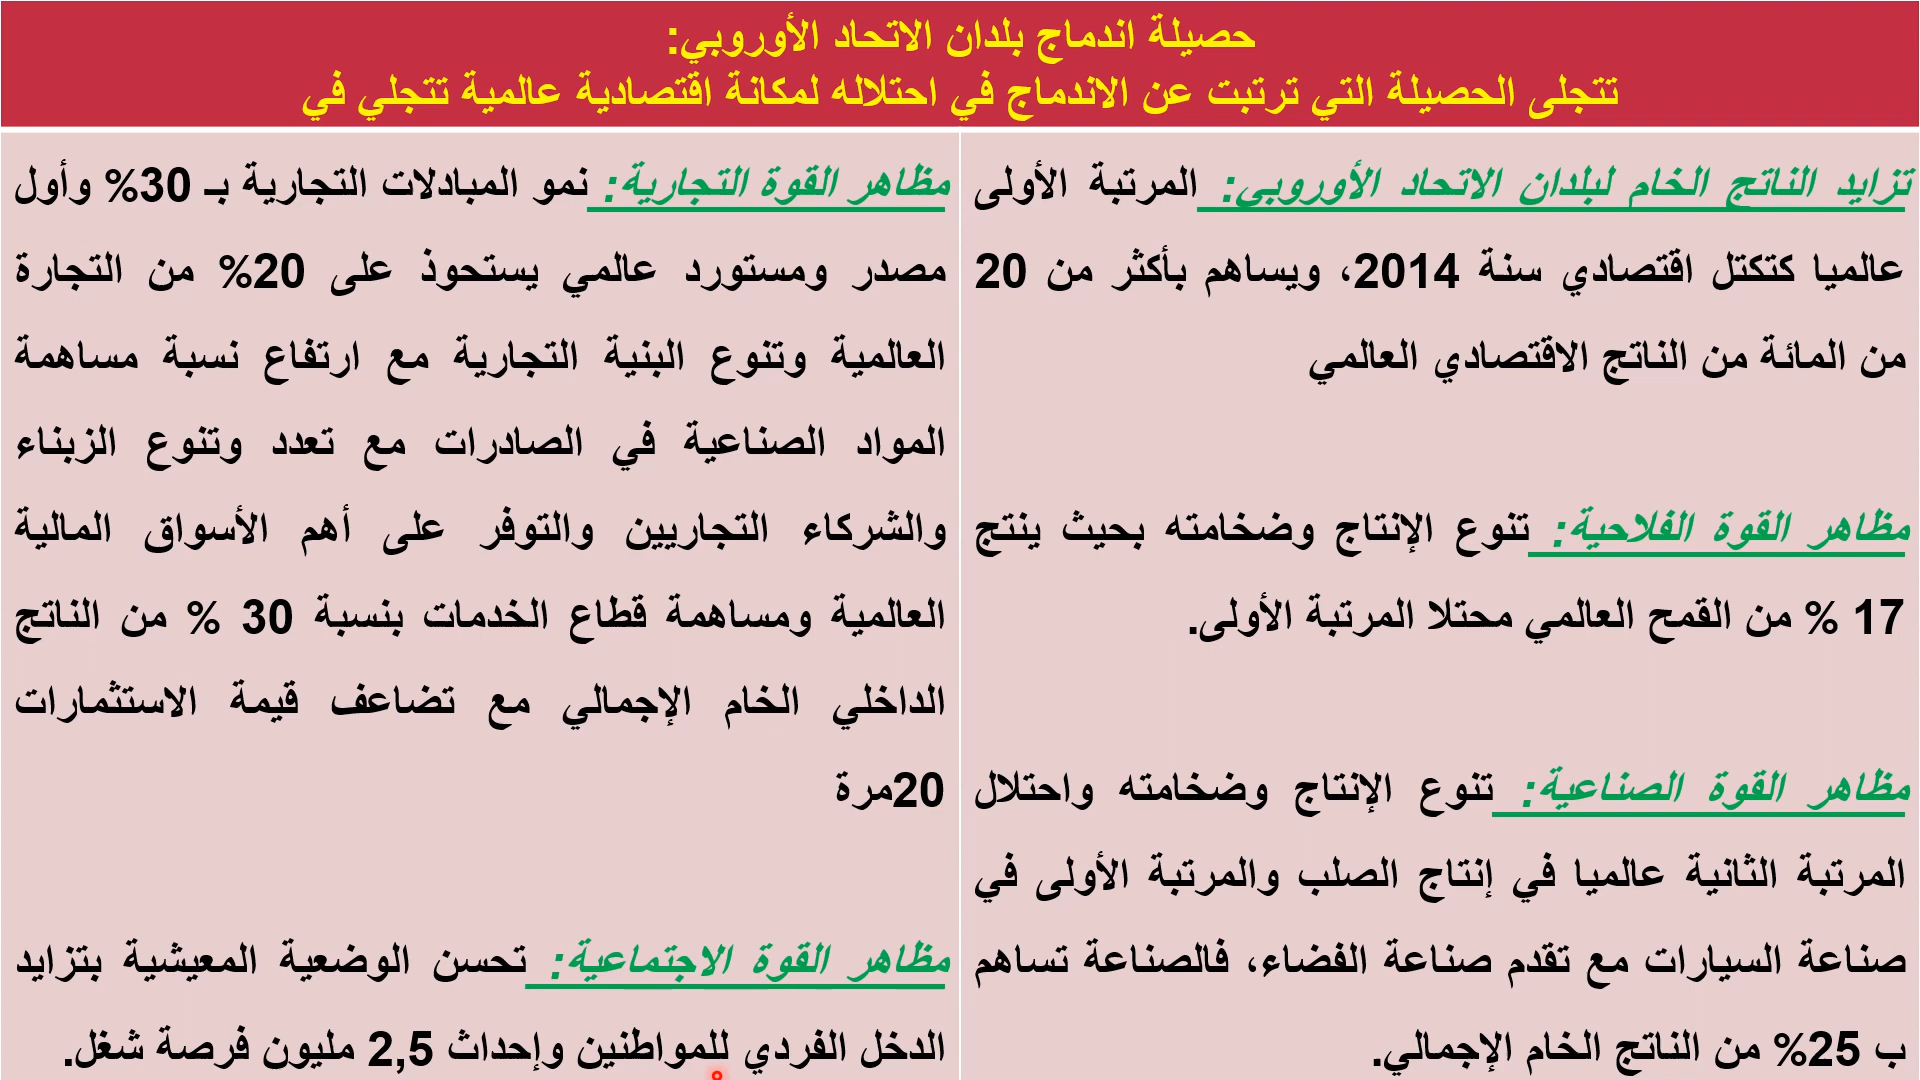 حصيلة اندماج بلدان الاتحاد الأوروبي:
تتجلى الحصيلة التي ترتبت عن الاندماج في احتلاله لمكانة اقتصادية عالمية تتجلي في
تزايد الناتج الخام لبلدان الاتحاد الأوروبي: المرتبة الأولى
عالميا كتكتل اقتصادي سنة 2014، ويساهم بأكثر من 20
من المائة من الناتج الاقتصادي العالمي
مظاهر القوة الفلاحية: تنوع الإنتاج وضخامته بحيث ينتج
17 % من القمح العالمي محتلا المرتبة الأولى.
مظاهر القوة الصناعية: تنوع الإنتاج وضخامته واحتلال
المرتبة الثانية عالميا في إنتاج الصلب والمرتبة الأولى في
صناعة السيارات مع تقدم صناعة الفضاء، فالصناعة تساهم
ب 25% من الناتج الخام الإجمالي.
مظاهر القوة التجارية: نمو المبادلات التجارية بـ 30% وأول
مصدر ومستورد عالمي يستحوذ على 20% من التجارة
العالمية وتنوع البنية التجارية مع ارتفاع نسبة مساهمة
المواد الصناعية في الصادرات مع تعدد وتنوع الزبناء
والشركاء التجاريين والتوفر على أهم الأسواق المالية
العالمية ومساهمة قطاع الخدمات بنسبة 30 % من الناتج
الداخلي الخام الإجمالي مع تضاعف قيمة الاستثمارات
20مرة
مظاهر القوة الاجتماعية: تحسن الوضعية المعيشية بتزايد
الدخل الفردي للمواطنين وإحداث 2,5 مليون فرصة شغل.